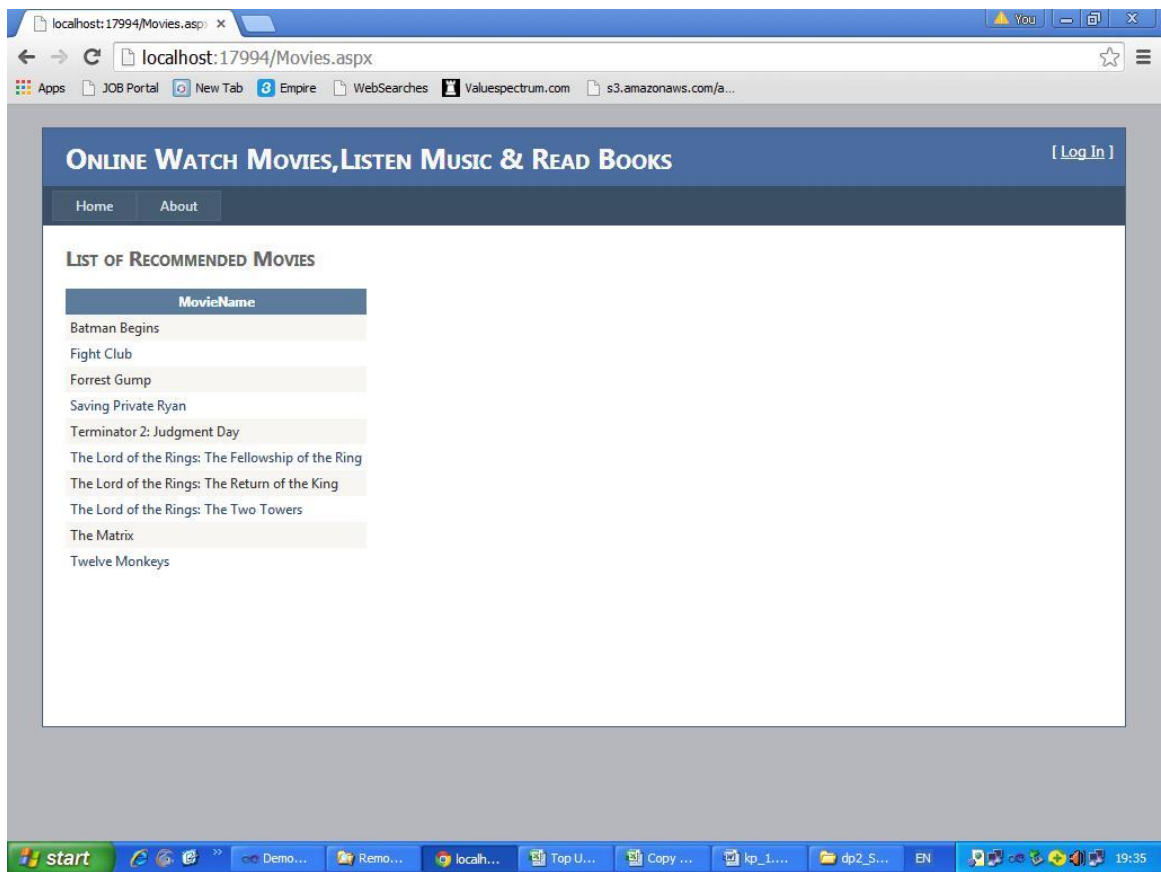 localhost:17994/Movies.asp
You
localhost:17994/Movies.aspx
Apps JOB Portal New Tab Empire WebSearches Valuespectrum.com s3.amazonaws.com/a...
Online Watch Movies,Listen Music & Read Books
[ Log In ]
Home About
List of Recommended Movies
MovieName
Batman Begins
Fight Club
Forrest Gump
Saving Private Ryan
Terminator 2: Judgment Day
The Lord of the Rings: The Fellowship of the Ring
The Lord of the Rings: The Return of the King
The Lord of the Rings: The Two Towers
The Matrix
Twelve Monkeys
start Demo... Remo... localh... Top U... Copy ... kp_1.... dp2_S... EN 19:35